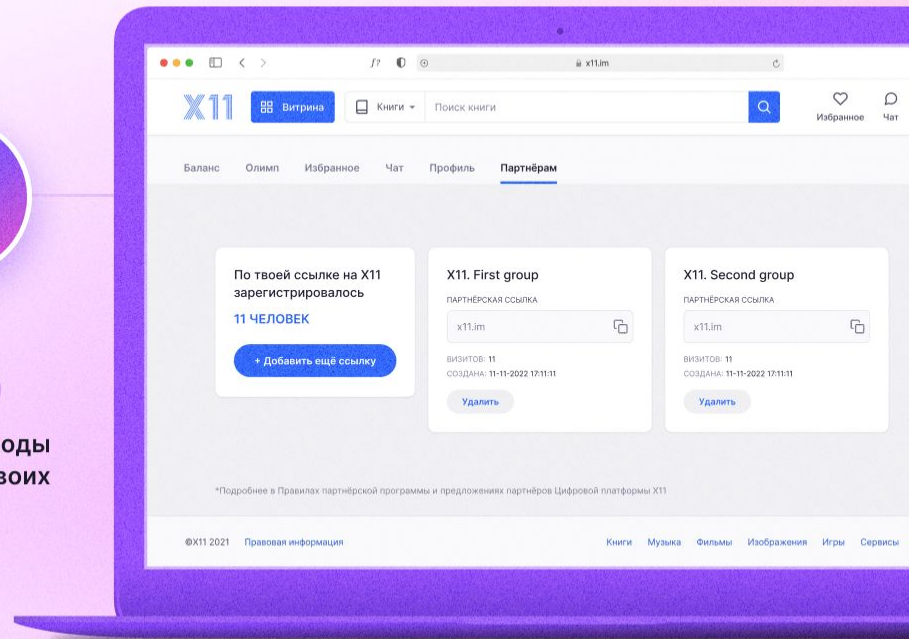 x11.im
X11
Витрина
Книги
Поиск книги
Избранное
Чат
Баланс
Олимп
Избранное
Чат
Профиль
Партнёрам
По твоей ссылке на X11
зарегистрировалось
11 ЧЕЛОВЕК
+ Добавить ещё ссылку
X11. First group
ПАРТНЁРСКАЯ ССЫЛКА
x11.im
ВИЗИТОВ: 11
СОЗДАНА: 11-11-2022 17:11:11
Удалить
X11. Second group
ПАРТНЁРСКАЯ ССЫЛКА
x11.im
ВИЗИТОВ: 11
СОЗДАНА: 11-11-2022 17:11:11
Удалить
оды
воих
*Подробнее в Правилах партнёрской программы и предложениях партнёров Цифровой платформы X11
©X11 2021
Правовая информация
Книги
Музыка
Фильмы
Изображения
Игры
Сервисы